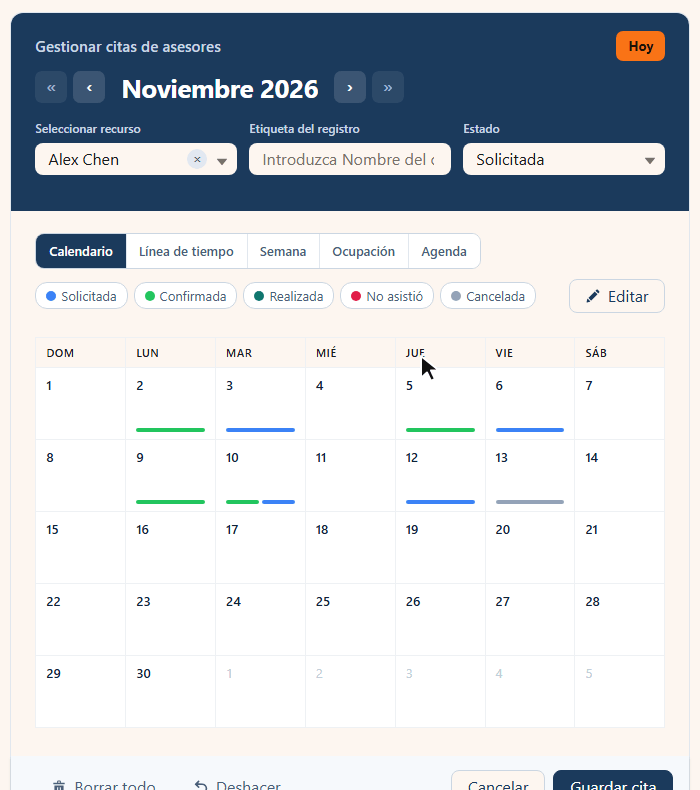 Gestionar citas de asesores
Hoy
« ‹ Noviembre 2026 › »
Seleccionar recurso Etiqueta del registro Estado
Alex Chen × Introduzca Nombre del Solicitada
Calendario Línea de tiempo Semana Ocupación Agenda
Solicitada Confirmada Realizada No asistió Cancelada Editar
DOM LUN MAR MIÉ JUE VIE SÁB
1 2 3 4 5 6 7
8 9 10 11 12 13 14
15 16 17 18 19 20 21
22 23 24 25 26 27 28
29 30 1 2 3 4 5
Borrar todo Deshacer Cancelar Guardar cita